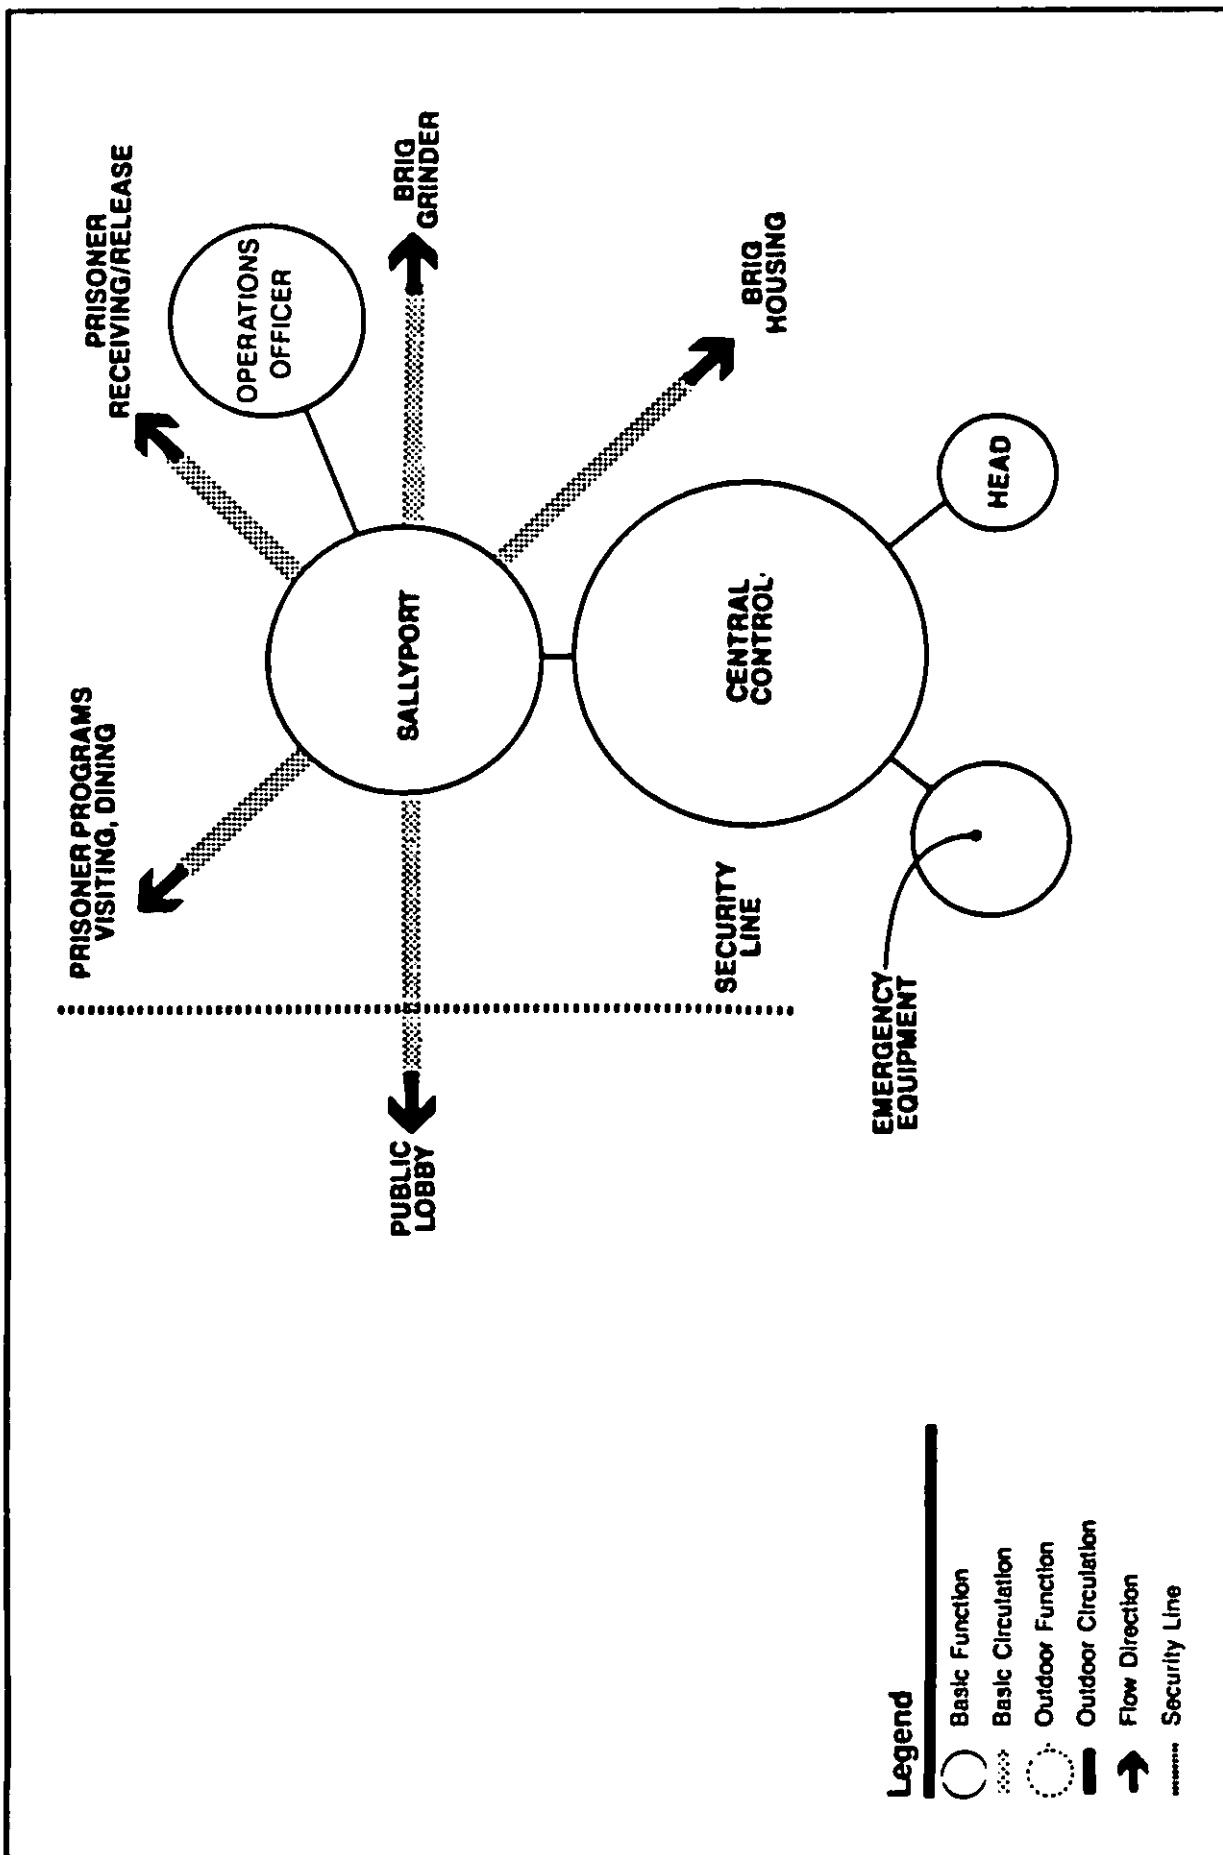 PRISONER PROGRAMS
VISITING, DINING
PRISONER
RECEIVING/RELEASE
OPERATIONS
OFFICER
PUBLIC
LOBBY
SALLYPORT
BRIG
GRINDER
BRIG
HOUSING
SECURITY
LINE
CENTRAL
CONTROL
EMERGENCY
EQUIPMENT
HEAD
Legend
Basic Function
Basic Circulation
Outdoor Function
Outdoor Circulation
Flow Direction
Security Line